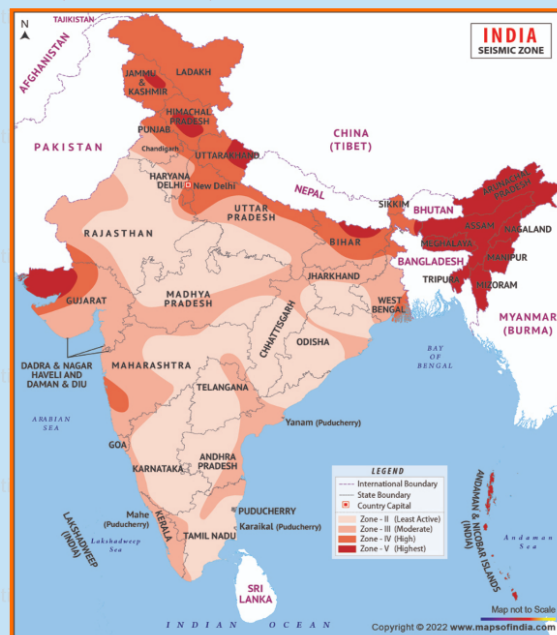 TAJIKISTAN
N
INDIA
SEISMIC ZONE
AFGHANISTAN
LADAKH
JAMMU
&
KASHMIR
HIMACHAL
PRADESH
PUNJAB
CHINA
(TIBET)
PAKISTAN
Chandigarh
UTTARAKHAND
HARYANA
DELHI
New Delhi
NEPAL
ARUNACHAL
PRADESH
SIKKIM
BHUTAN
UTTAR
PRADESH
RAJASTHAN
ASSAM
NAGALAND
BIHAR
MEGHALAYA
BANGLADESH
MANIPUR
JHARKHAND
TRIPURA
MIZORAM
GUJARAT
MADHYA
PRADESH
WEST
BENGAL
MYANMAR
(BURMA)
CHHATTISGARH
ODISHA
DADRA & NAGAR
HAVELI AND
DAMAN & DIU
MAHARASHTRA
BAY
OF
BENGAL
TELANGANA
ARABIAN
SEA
Yanam (Puducherry)
GOA
ANDHRA
PRADESH
KARNATAKA
LEGEND
International Boundary
State Boundary
Country Capital
Zone - II (Least Active)
Zone - III (Moderate)
Zone - IV (High)
Zone - V (Highest)
ANDAMAN & NICOBAR ISLANDS
(INDIA)
Andaman
Sea
Mahe
(Puducherry)
PUDUCHERRY
Karaikal (Puducherry)
LAKSHADWEEP
(INDIA)
Lakshadweep
Sea
KERALA
TAMIL NADU
SRI
LANKA
Map not to Scale
INDIAN OCEAN
Copyright © 2022 www.mapsofindia.com